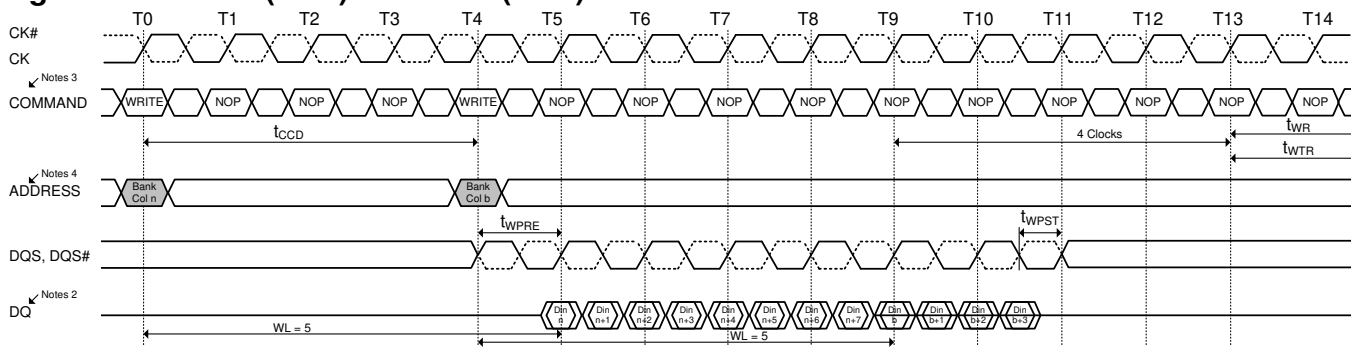 T0 T1 T2 T3 T4 T5 T6 T7 T8 T9 T10 T11 T12 T13 T14
CK#
CK
Notes 3
COMMAND WRITE NOP NOP NOP WRITE NOP NOP NOP NOP NOP NOP NOP NOP NOP NOP
tCCD 4 Clocks tWR
tWTR
Notes 4
ADDRESS Bank Col n Bank Col b
tWPRE tWPST
DQS, DQS#
Notes 2
DQ Din n Din n+1 Din n+2 Din n+3 Din n+4 Din n+5 Din n+6 Din n+7 Din b Din b+1 Din b+2 Din b+3
WL = 5 WL = 5